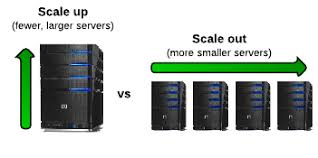 Scale up
(fewer, larger servers)
Scale out
(more smaller servers)
vs